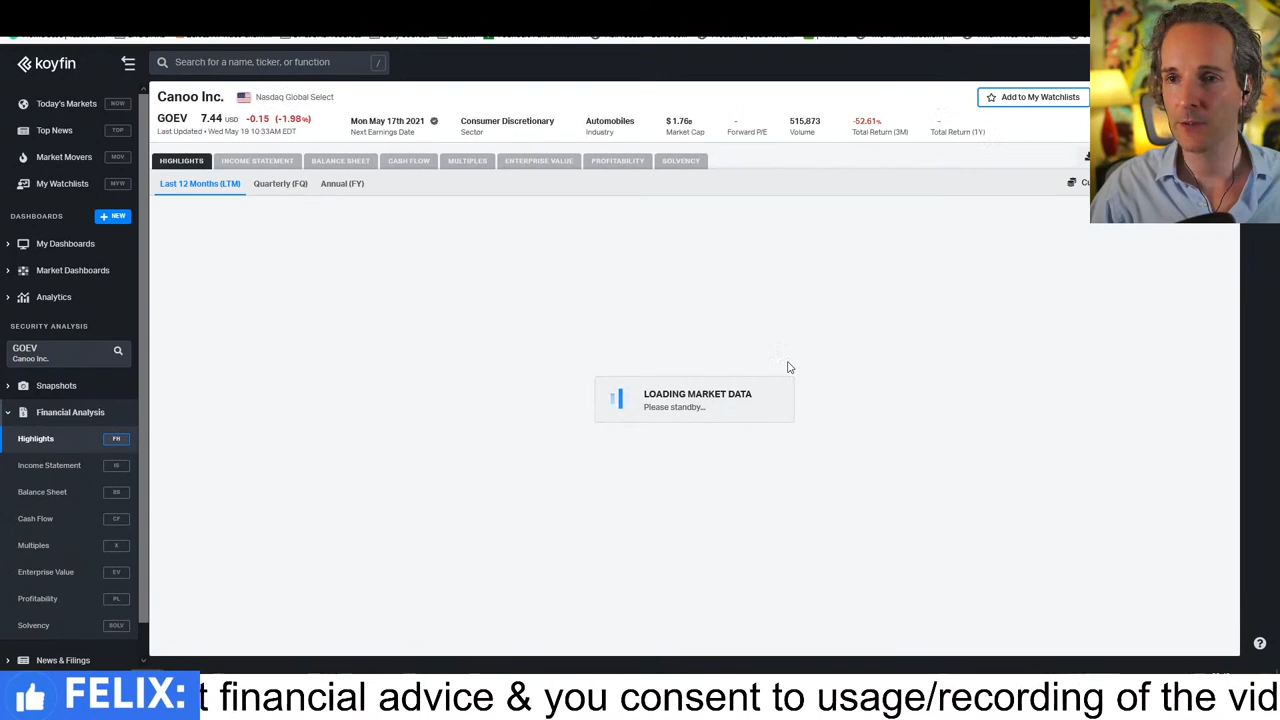 koyfin
Search for a name, ticker, or function
/
Today's Markets NOW
Top News TOP
Market Movers MOV
My Watchlists MYW
DASHBOARDS + NEW
My Dashboards
Market Dashboards
Analytics
SECURITY ANALYSIS
GOEV
Canoo Inc.
Snapshots
Financial Analysis
Highlights FH
Income Statement IS
Balance Sheet BS
Cash Flow CF
Multiples X
Enterprise Value EV
Profitability PL
Solvency SOLV
News & Filings
Canoo Inc. Nasdaq Global Select
Add to My Watchlists
GOEV 7.44 USD -0.15 (-1.98%)
Last Updated • Wed May 19 10:33AM EDT
Mon May 17th 2021
Next Earnings Date
Consumer Discretionary
Sector
Automobiles
Industry
$ 1.76B
Market Cap
-
Forward P/E
515,873
Volume
-52.61%
Total Return (3M)
-
Total Return (1Y)
HIGHLIGHTS INCOME STATEMENT BALANCE SHEET CASH FLOW MULTIPLES ENTERPRISE VALUE PROFITABILITY SOLVENCY
Last 12 Months (LTM) Quarterly (FQ) Annual (FY)
Cu
LOADING MARKET DATA
Please standby...
?
FELIX: t financial advice & you consent to usage/recording of the vid